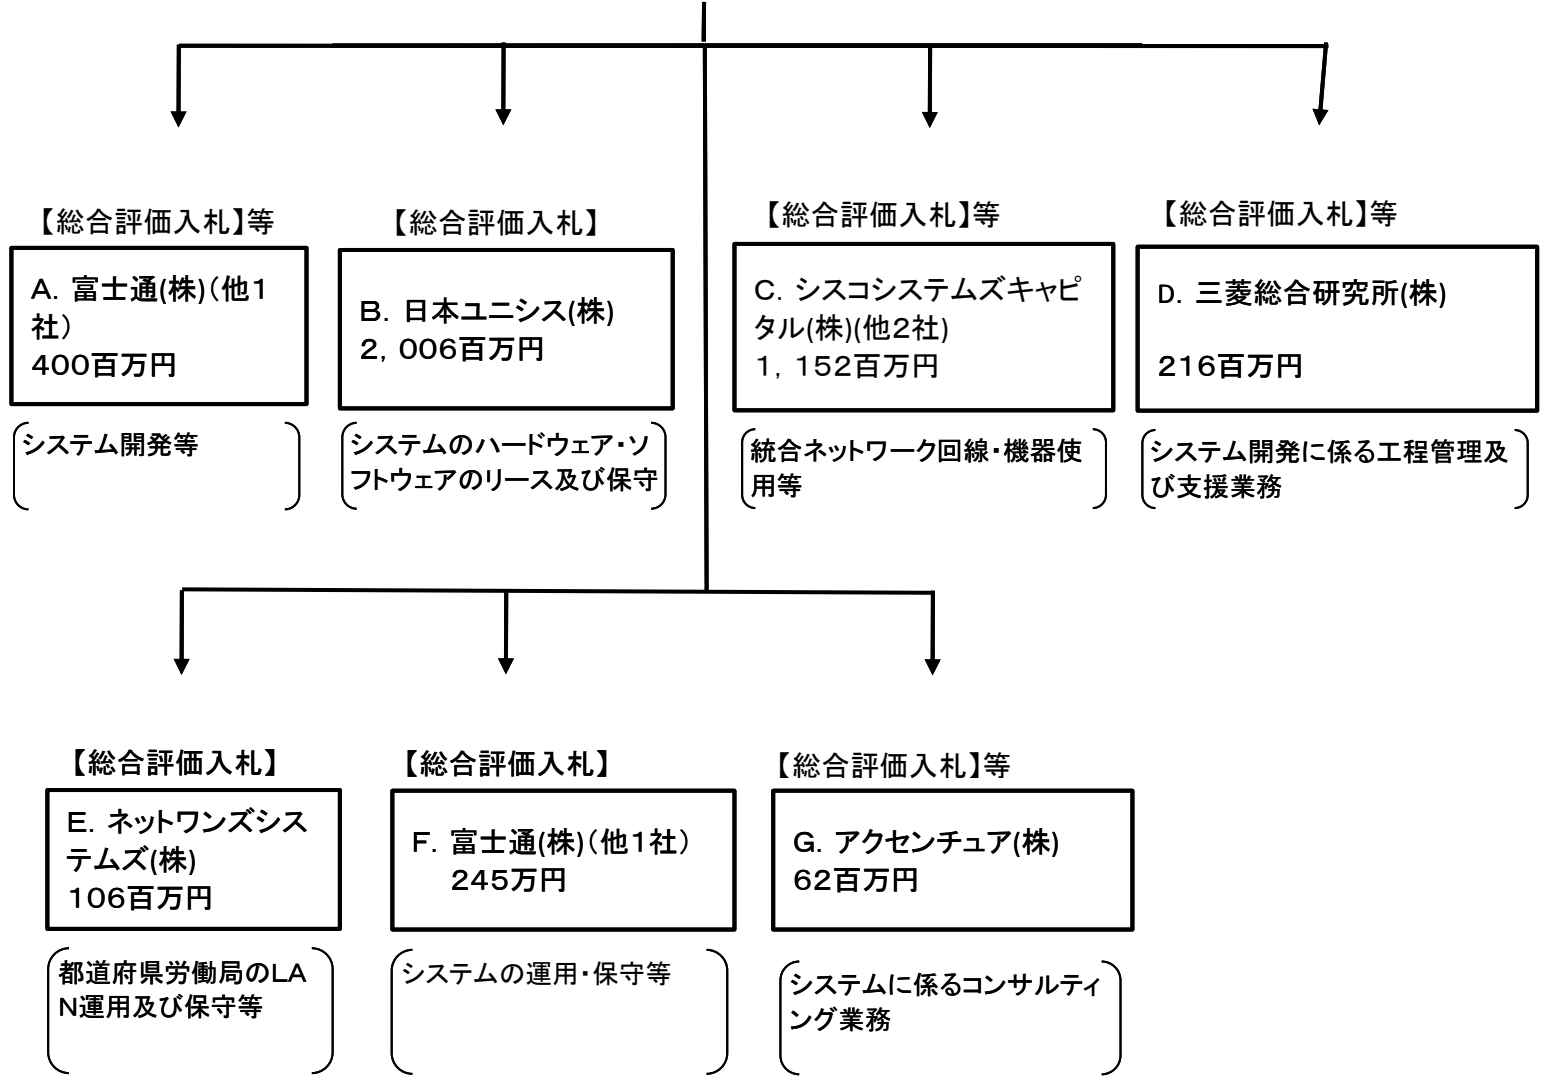 【総合評価入札】等
A．富士通(株)（他１
社）
４００百万円
システム開発等
【総合評価入札】
B．日本ユニシス(株)
２，００６百万円
システムのハードウェア・ソ
フトウェアのリース及び保守
【総合評価入札】等
C．シスコシステムズキャピ
タル(株)(他２社)
１，１５２百万円
統合ネットワーク回線・機器使
用等
【総合評価入札】等
D．三菱総合研究所(株)
２１６百万円
システム開発に係る工程管理及
び支援業務
【総合評価入札】
E．ネットワンズシス
テムズ(株)
１０６百万円
都道府県労働局のLA
N運用及び保守等
【総合評価入札】
F．富士通(株)（他１社）
２４５万円
システムの運用・保守等
【総合評価入札】等
G．アクセンチュア(株)
６２百万円
システムに係るコンサルティ
ング業務